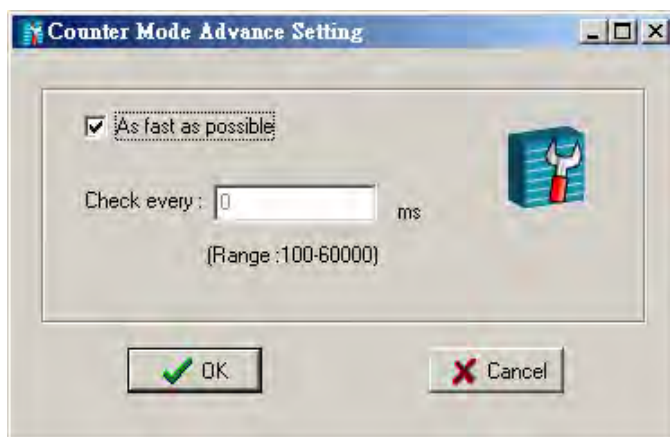 Counter Mode Advance Setting
As fast as possible
Check every : 0 ms
(Range :100-60000)
OK Cancel